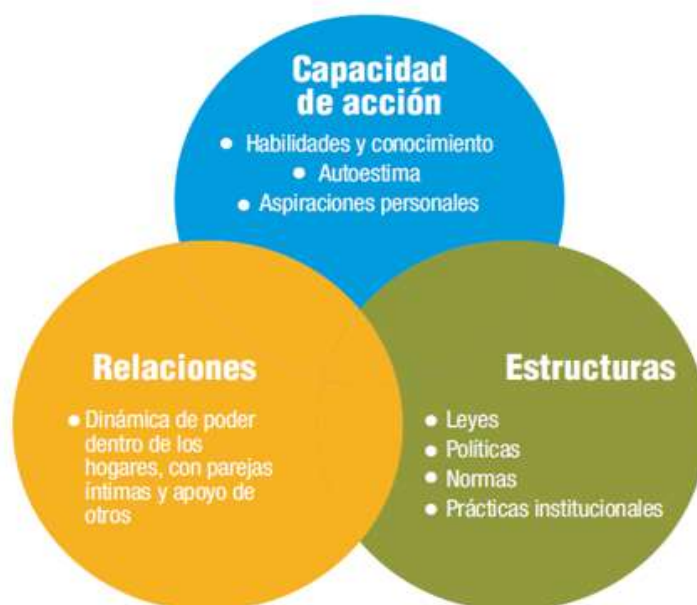 Capacidad
de acción
• Habilidades y conocimiento
• Autoestima
• Aspiraciones personales
Relaciones
• Dinámica de poder
dentro de los
hogares, con parejas
íntimas y apoyo de
otros
Estructuras
• Leyes
• Políticas
• Normas
• Prácticas institucionales